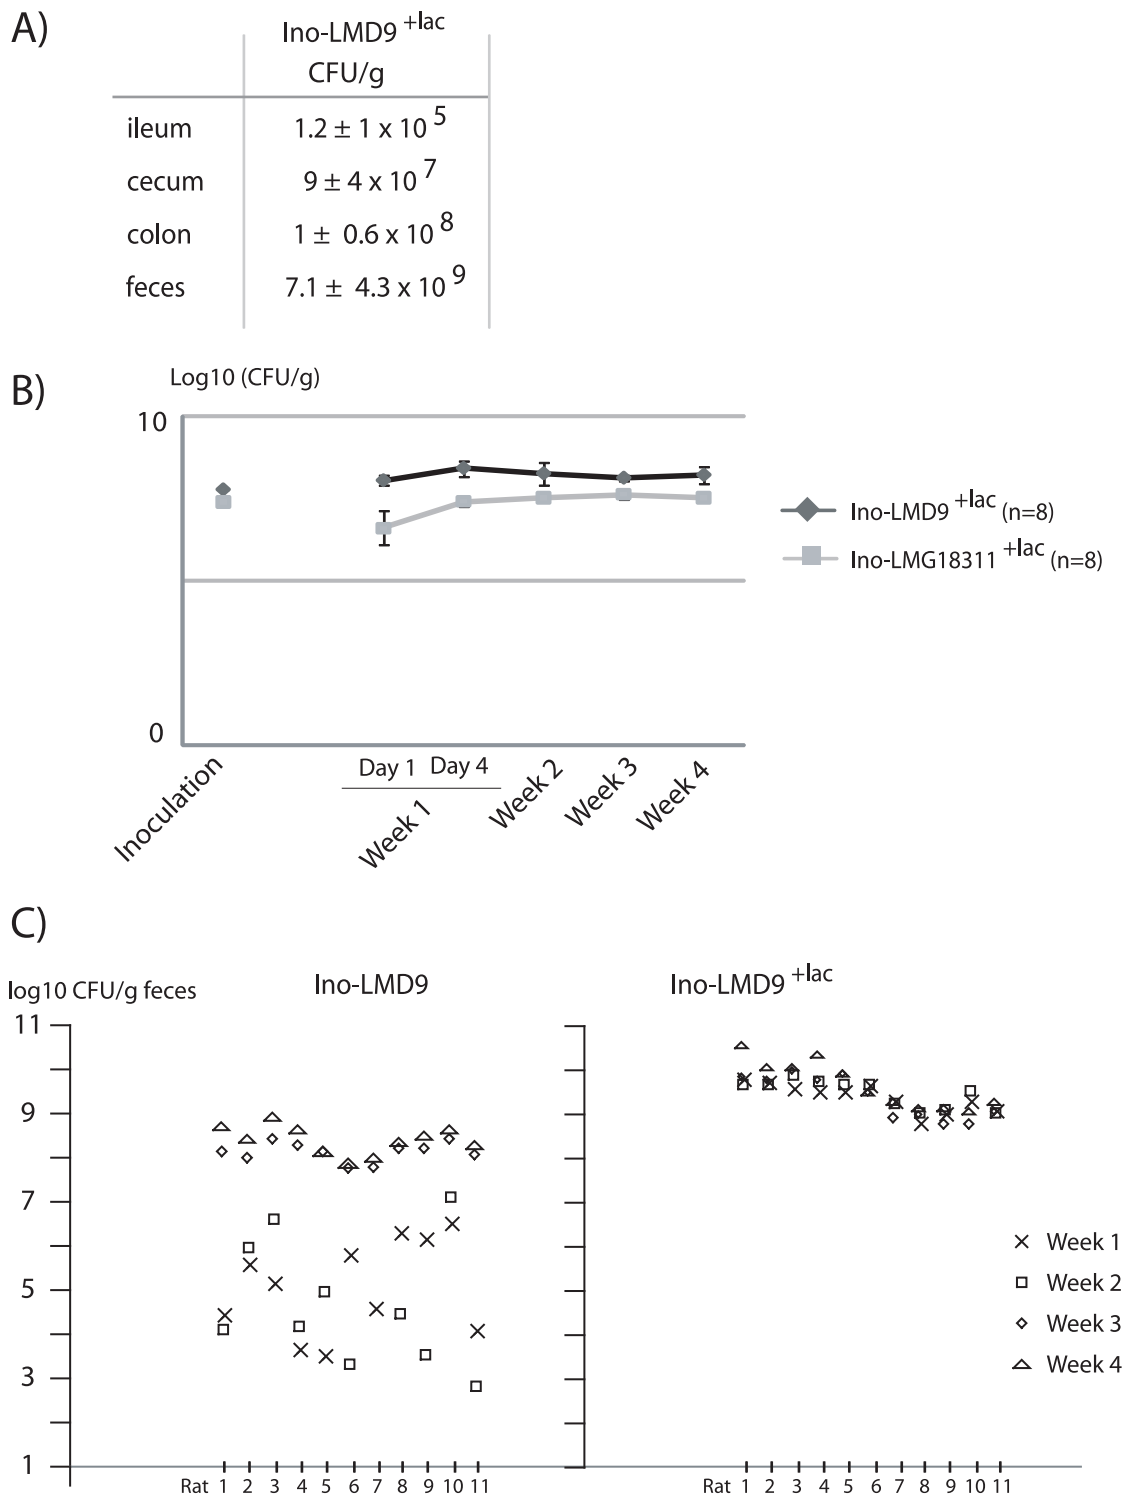 A)
Ino-LMD9 +lac
CFU/g
ileum 1.2 ± 1 x 10 5
cecum 9 ± 4 x 10 7
colon 1 ± 0.6 x 10 8
feces 7.1 ± 4.3 x 10 9
B)
Log10 (CFU/g)
10
0
Ino-LMD9 +lac (n=8)
Ino-LMG18311 +lac (n=8)
Inoculation
Day 1 Day 4
Week 1
Week 2
Week 3
Week 4
C)
log10 CFU/g feces
Ino-LMD9
Ino-LMD9 +lac
11
9
7
5
3
1
Week 1
Week 2
Week 3
Week 4
Rat 1 2 3 4 5 6 7 8 9 10 11
Rat 1 2 3 4 5 6 7 8 9 10 11